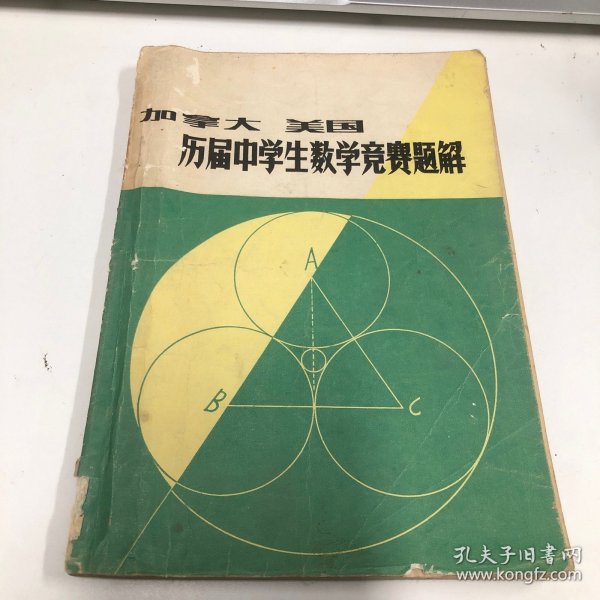 加拿大 美国
历届中学生数学竞赛题解
A
B
C
孔夫子旧书网
www.kongfz.com